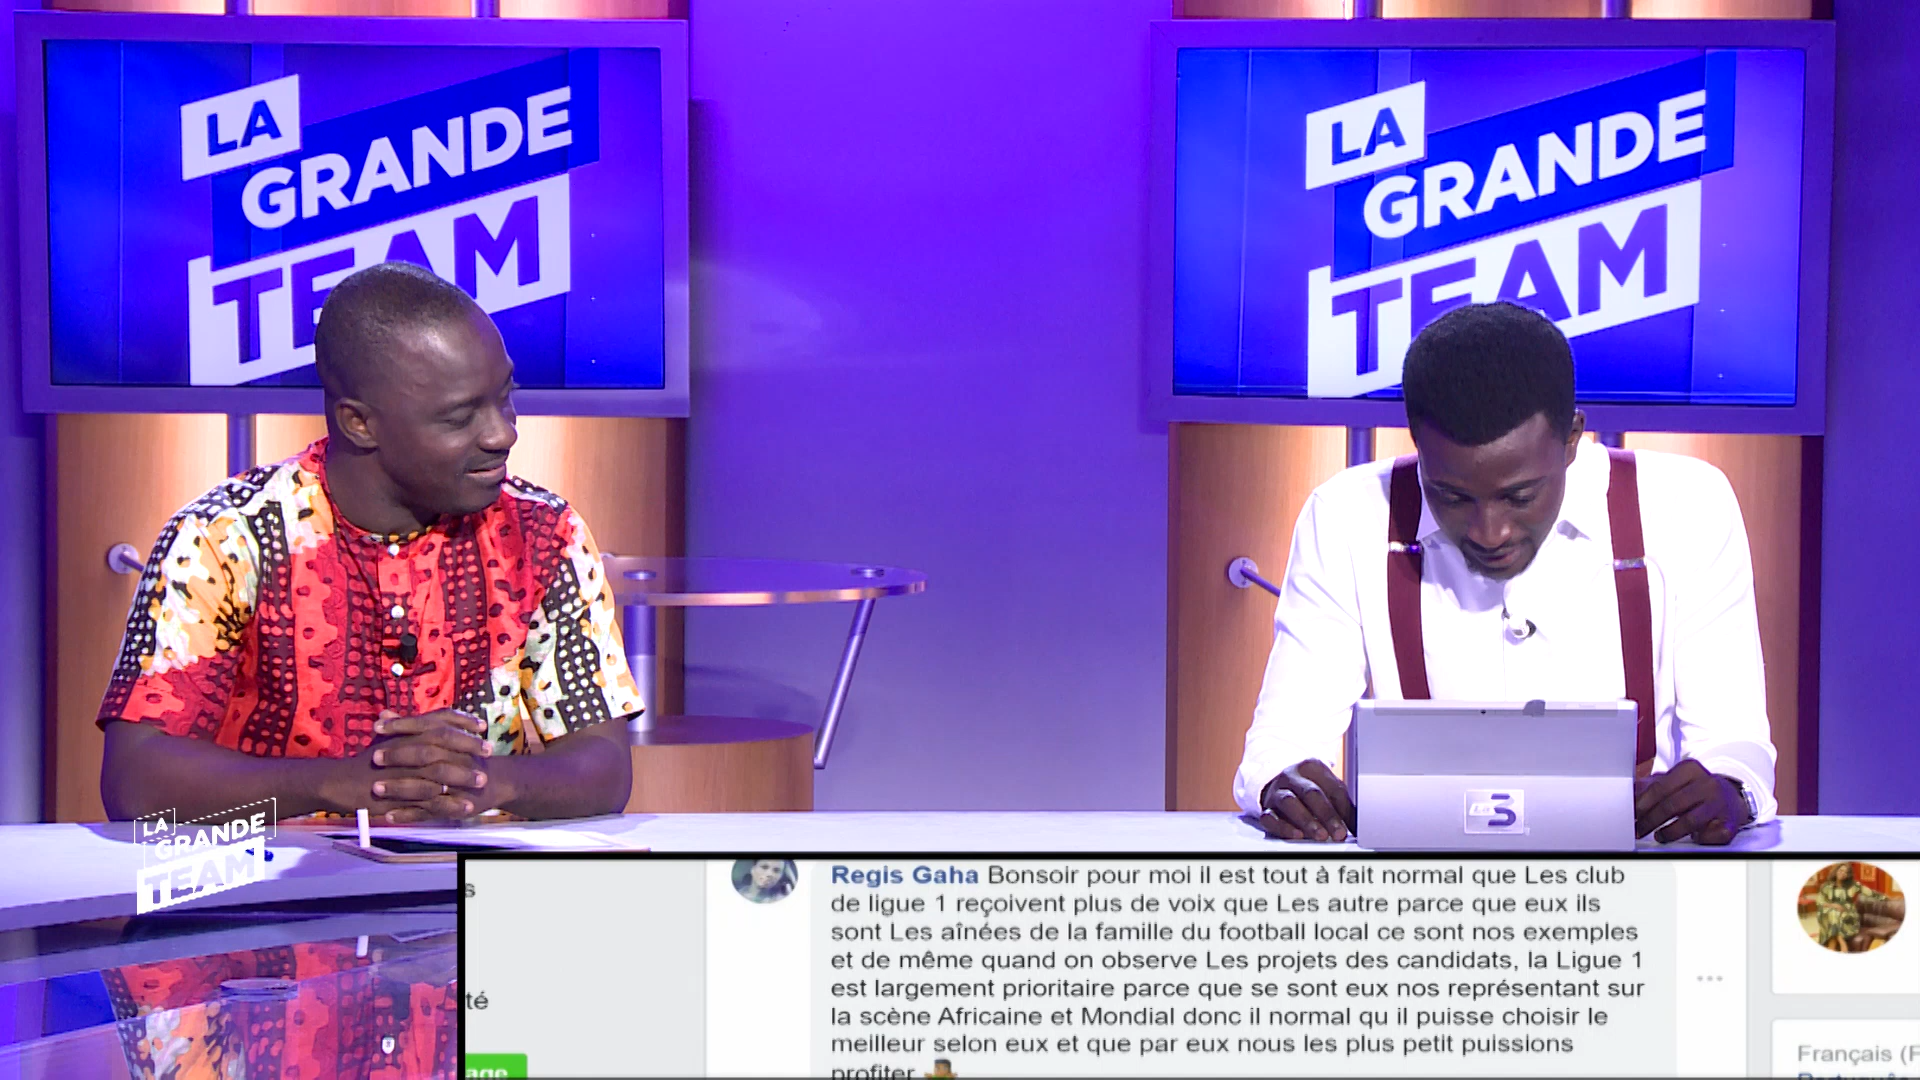 LA
GRANDE
TEAM
LA
GRANDE
TEAM
LA
GRANDE
TEAM
3
Regis Gaha Bonsoir pour moi il est tout à fait normal que Les club
de ligue 1 reçoivent plus de voix que Les autre parce que eux ils
sont Les aînées de la famille du football local ce sont nos exemples
et de même quand on observe Les projets des candidats, la Ligue 1
est largement prioritaire parce que se sont eux nos représentant sur
la scène Africaine et Mondial donc il normal qu il puisse choisir le
meilleur selon eux et que par eux nous les plus petit puissions
profiter
s
té
age
Français (F